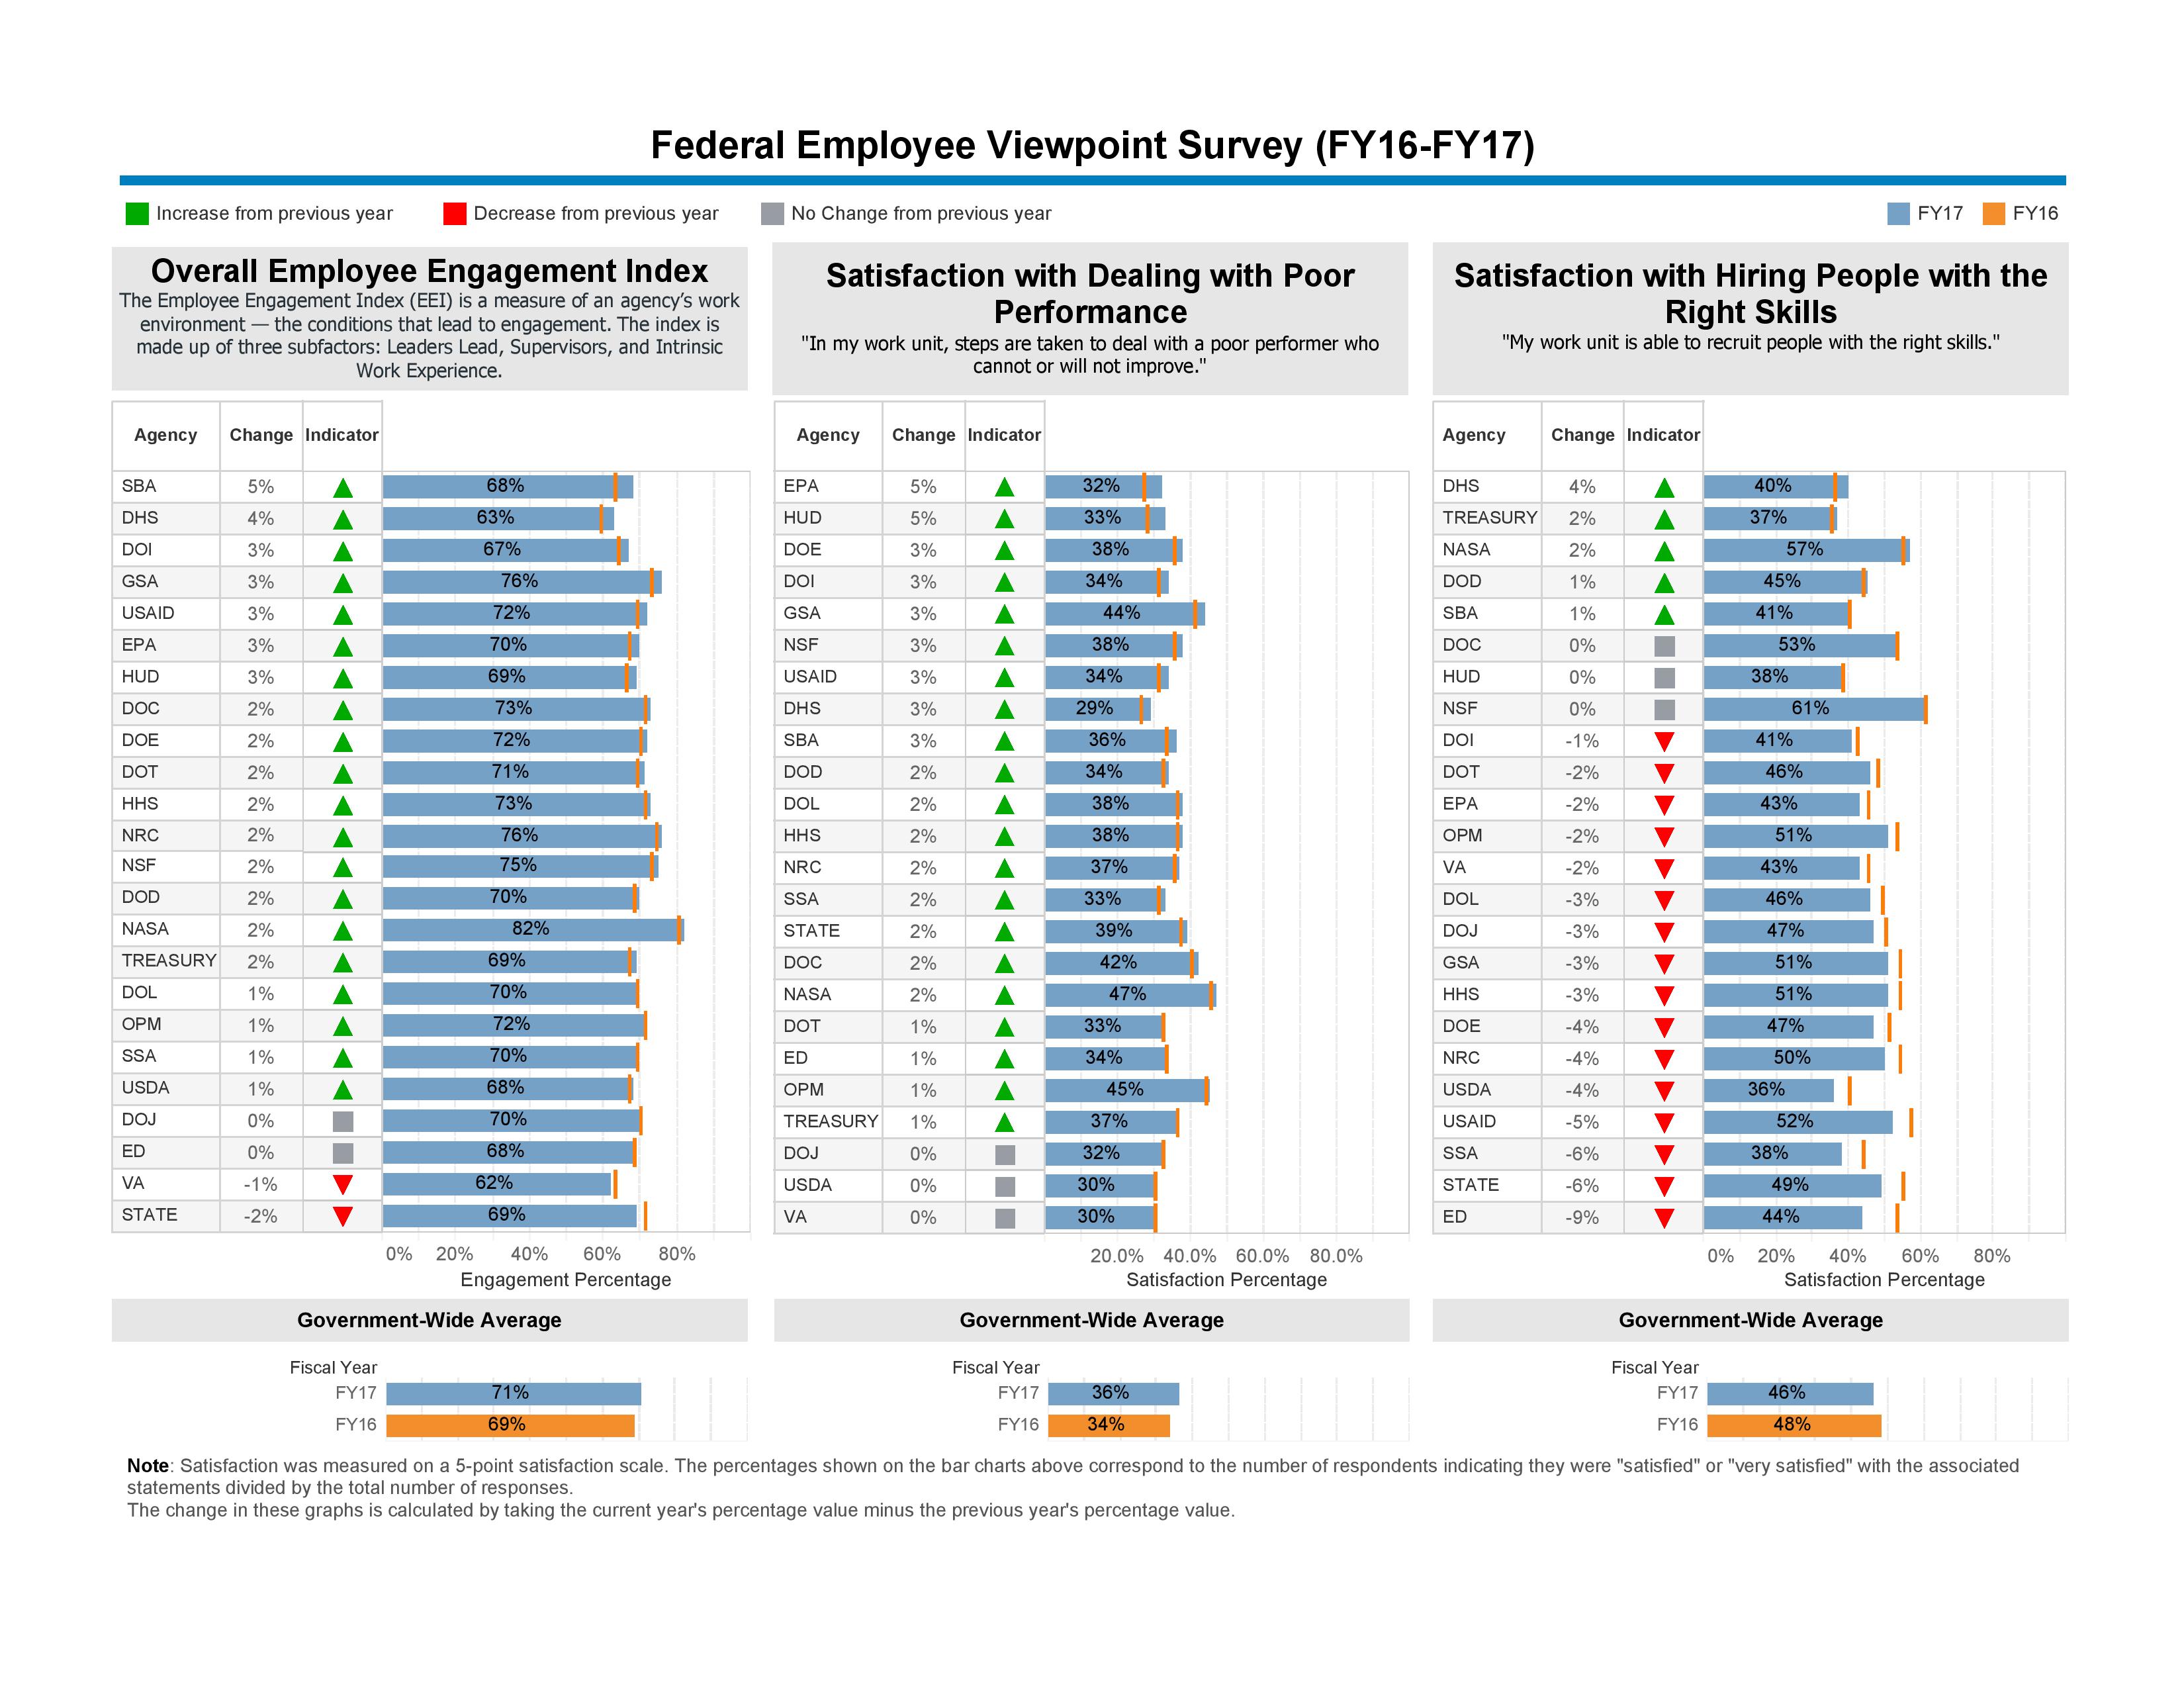 Federal Employee Viewpoint Survey (FY16-FY17)
Increase from previous year Decrease from previous year No Change from previous year FY17 FY16
Overall Employee Engagement Index
The Employee Engagement Index (EEI) is a measure of an agency’s work
environment — the conditions that lead to engagement. The index is
made up of three subfactors: Leaders Lead, Supervisors, and Intrinsic
Work Experience.
Agency Change Indicator
SBA 5% 68%
DHS 4% 63%
DOI 3% 67%
GSA 3% 76%
USAID 3% 72%
EPA 3% 70%
HUD 3% 69%
DOC 2% 73%
DOE 2% 72%
DOT 2% 71%
HHS 2% 73%
NRC 2% 76%
NSF 2% 75%
DOD 2% 70%
NASA 2% 82%
TREASURY 2% 69%
DOL 1% 70%
OPM 1% 72%
SSA 1% 70%
USDA 1% 68%
DOJ 0% 70%
ED 0% 68%
VA -1% 62%
STATE -2% 69%
0% 20% 40% 60% 80%
Engagement Percentage
Government-Wide Average
Fiscal Year
FY17 71%
FY16 69%
Satisfaction with Dealing with Poor
Performance
"In my work unit, steps are taken to deal with a poor performer who
cannot or will not improve."
Agency Change Indicator
EPA 5% 32%
HUD 5% 33%
DOE 3% 38%
DOI 3% 34%
GSA 3% 44%
NSF 3% 38%
USAID 3% 34%
DHS 3% 29%
SBA 3% 36%
DOD 2% 34%
DOL 2% 38%
HHS 2% 38%
NRC 2% 37%
SSA 2% 33%
STATE 2% 39%
DOC 2% 42%
NASA 2% 47%
DOT 1% 33%
ED 1% 34%
OPM 1% 45%
TREASURY 1% 37%
DOJ 0% 32%
USDA 0% 30%
VA 0% 30%
20.0% 40.0% 60.0% 80.0%
Satisfaction Percentage
Government-Wide Average
Fiscal Year
FY17 36%
FY16 34%
Satisfaction with Hiring People with the
Right Skills
"My work unit is able to recruit people with the right skills."
Agency Change Indicator
DHS 4% 40%
TREASURY 2% 37%
NASA 2% 57%
DOD 1% 45%
SBA 1% 41%
DOC 0% 53%
HUD 0% 38%
NSF 0% 61%
DOI -1% 41%
DOT -2% 46%
EPA -2% 43%
OPM -2% 51%
VA -2% 43%
DOL -3% 46%
DOJ -3% 47%
GSA -3% 51%
HHS -3% 51%
DOE -4% 47%
NRC -4% 50%
USDA -4% 36%
USAID -5% 52%
SSA -6% 38%
STATE -6% 49%
ED -9% 44%
0% 20% 40% 60% 80%
Satisfaction Percentage
Government-Wide Average
Fiscal Year
FY17 46%
FY16 48%
Note: Satisfaction was measured on a 5-point satisfaction scale. The percentages shown on the bar charts above correspond to the number of respondents indicating they were "satisfied" or "very satisfied" with the associated
statements divided by the total number of responses.
The change in these graphs is calculated by taking the current year's percentage value minus the previous year's percentage value.